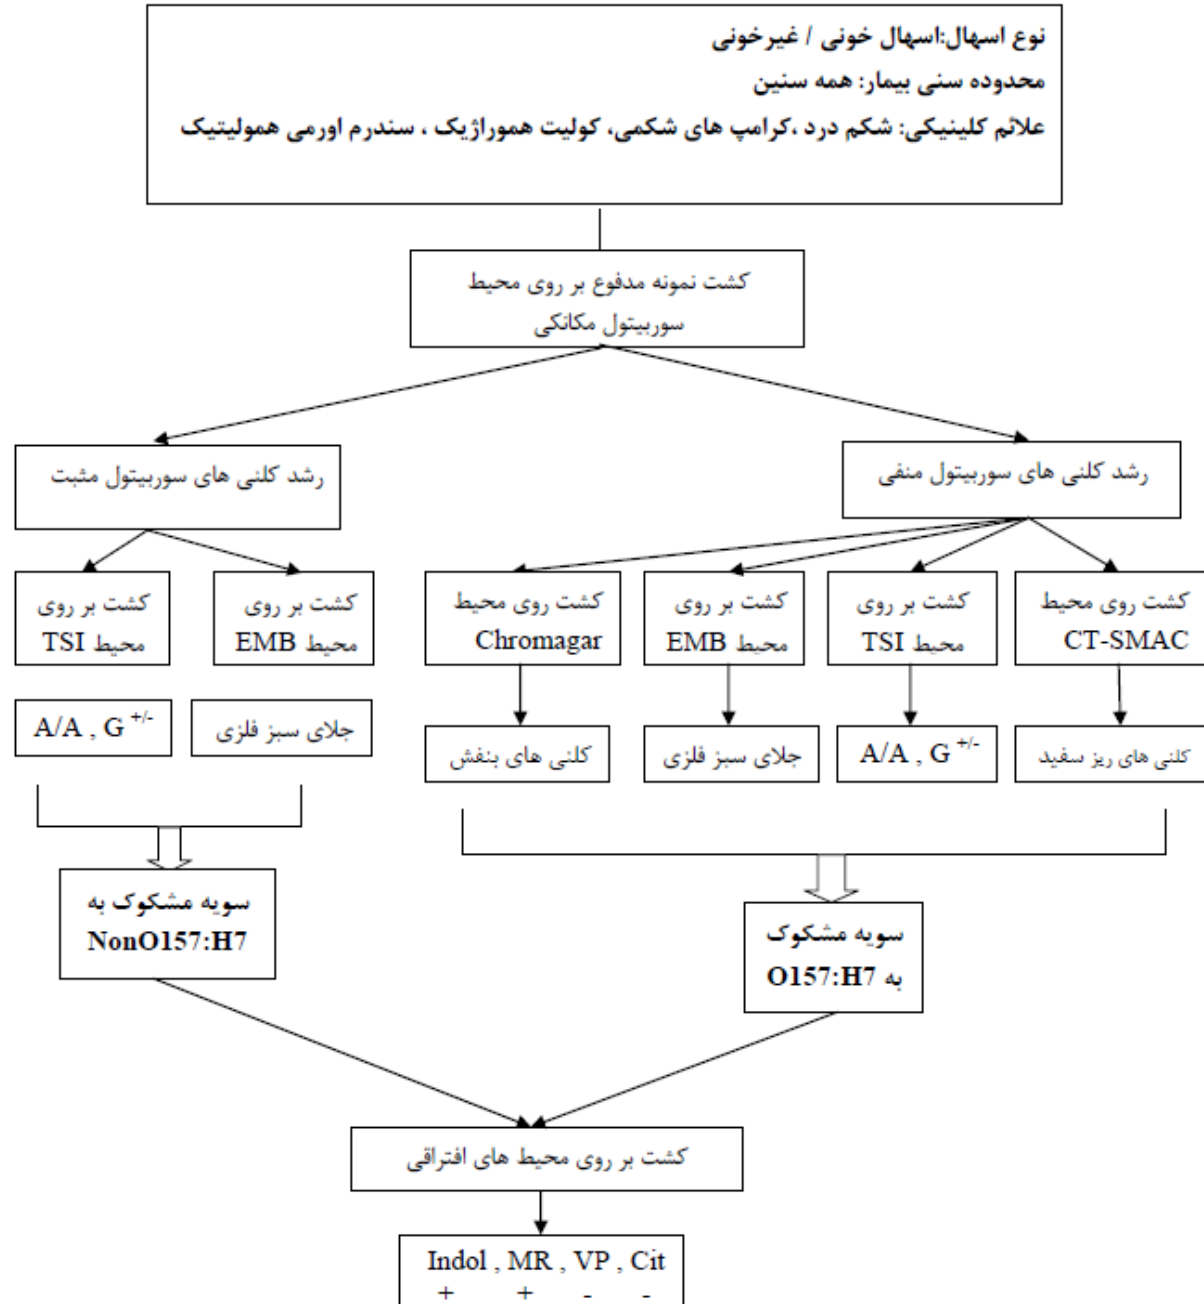 نوع اسهال:اسهال خونی / غیرخونی
محدوده سنی بیمار: همه سنین
علائم کلینیکی: شکم درد ،کرامپ های شکمی، کولیت هموراژیک ، سندرم اورمی همولیتیک
کشت نمونه مدفوع بر روی محیط
سوربیتول مکانکی
رشد کلنی های سوربیتول منفی
رشد کلنی های سوربیتول مثبت
کشت روی محیط
CT-SMAC
کشت بر روی
محیط TSI
کشت بر روی
محیط EMB
کشت روی محیط
Chromagar
کشت بر روی
محیط EMB
کشت بر روی
محیط TSI
کلنی های ریز سفید
A/A , G +/-
جلای سبز فلزی
کلنی های بنفش
جلای سبز فلزی
A/A , G +/-
سویه مشکوک
به O157:H7
سویه مشکوک به
NonO157:H7
کشت بر روی محیط های افتراقی
Indol , MR , VP , Cit
+ + - -